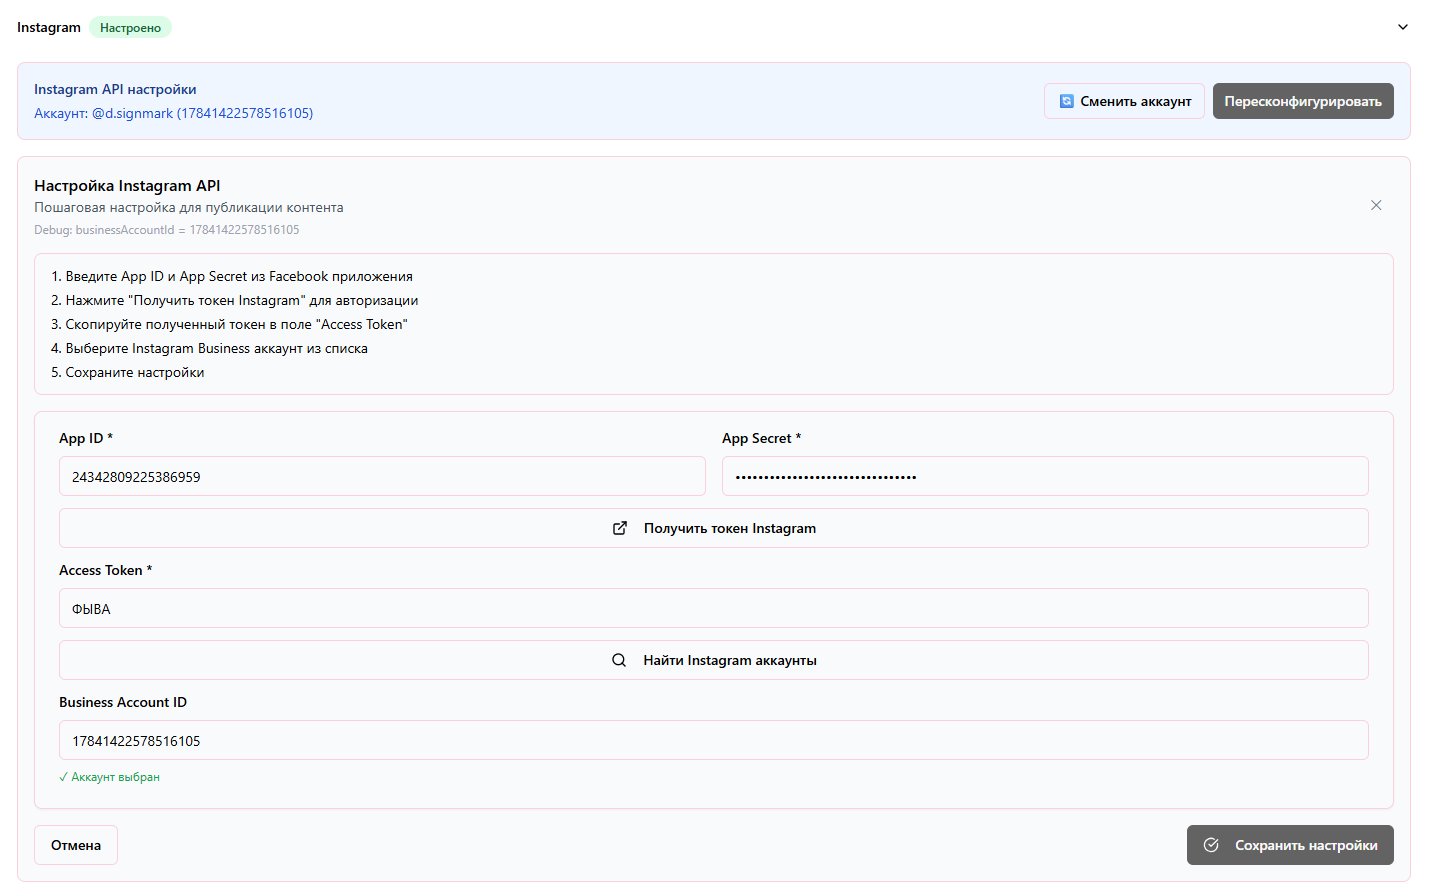 Instagram Настроено
Instagram API настройки
Аккаунт: @d.signmark (17841422578516105)
Сменить аккаунт
Пересконфигурировать
Настройка Instagram API
Пошаговая настройка для публикации контента
Debug: businessAccountId = 17841422578516105
1. Введите App ID и App Secret из Facebook приложения
2. Нажмите "Получить токен Instagram" для авторизации
3. Скопируйте полученный токен в поле "Access Token"
4. Выберите Instagram Business аккаунт из списка
5. Сохраните настройки
App ID *
App Secret *
24342809225386959
••••••••••••••••••••••••••••••••
Получить токен Instagram
Access Token *
ФЫВА
Найти Instagram аккаунты
Business Account ID
17841422578516105
✓ Аккаунт выбран
Отмена
Сохранить настройки